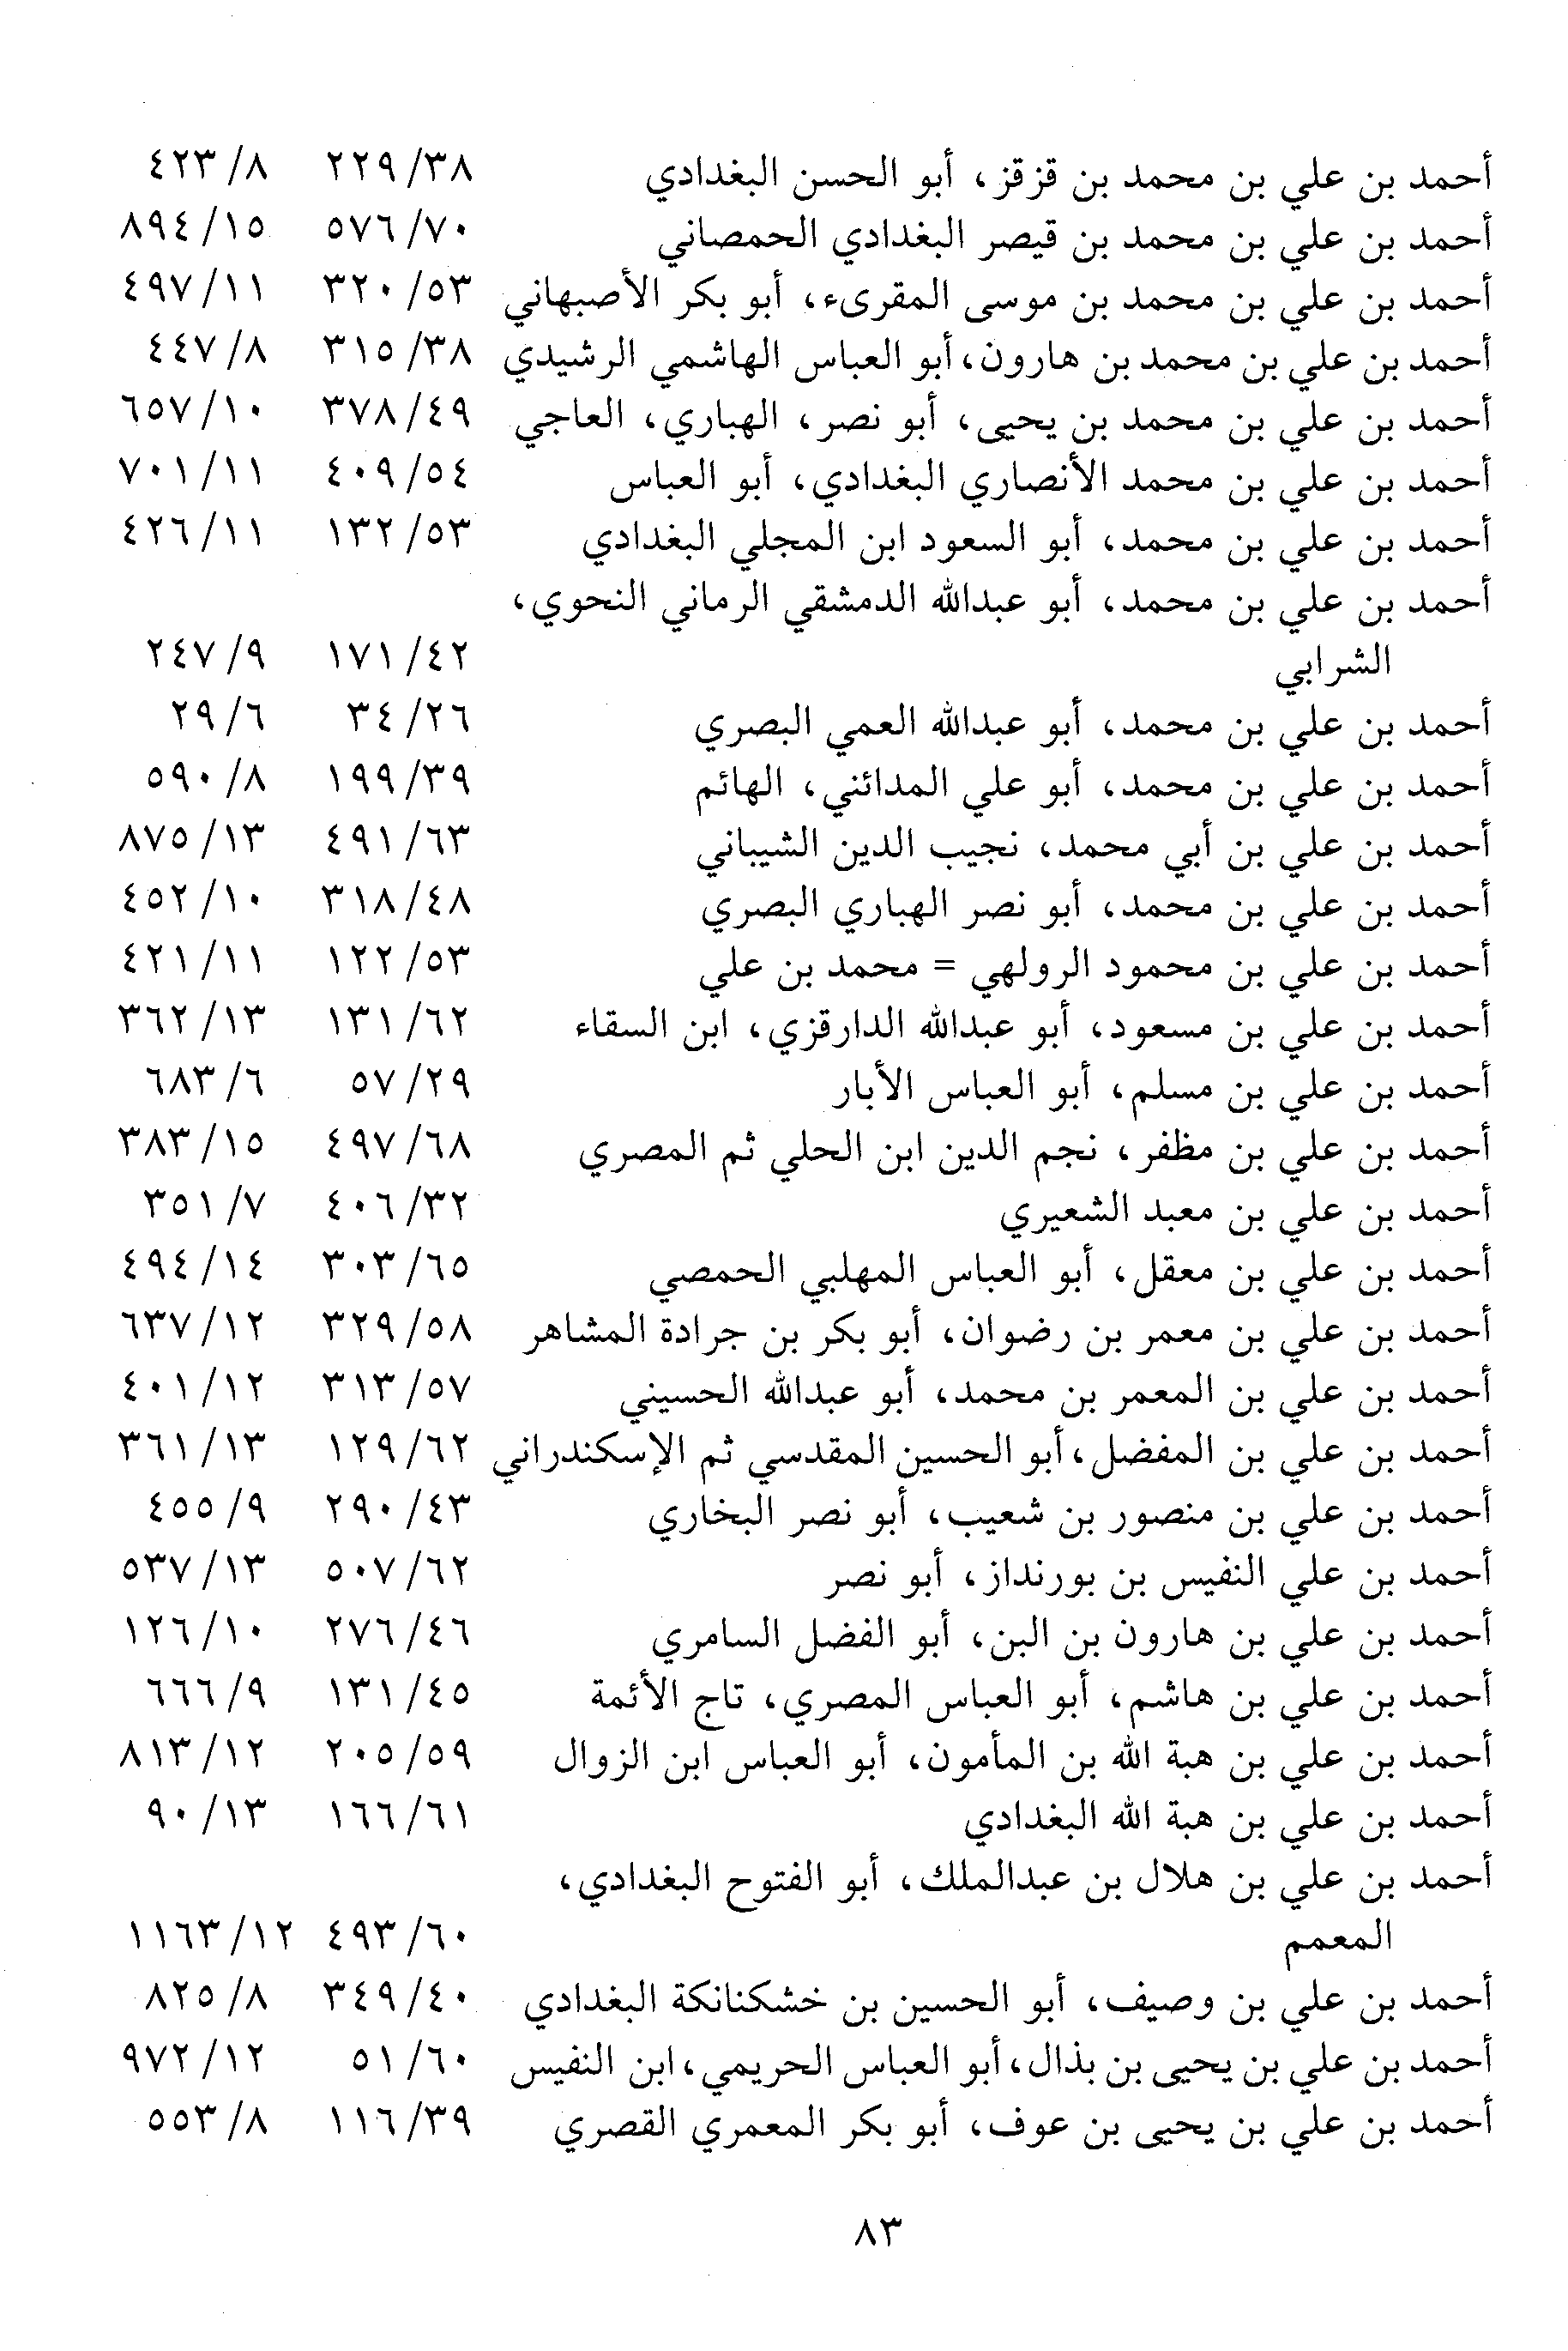 أحمد بن علي بن محمد بن قزقز، أبو الحسن البغدادي ٢٢٩/٣٨ ٤٢٣/٨
أحمد بن علي بن محمد بن قيصر البغدادي الحمصاني ٥٧٦/٧٠ ٨٩٤/١٥
أحمد بن علي بن محمد بن موسى المقرىء، أبو بكر الأصبهاني ٣٢٠/٥٣ ٤٩٧/١١
أحمد بن علي بن محمد بن هارون، أبو العباس الهاشمي الرشيدي ٣١٥/٣٨ ٤٤٧/٨
أحمد بن علي بن محمد بن يحيى، أبو نصر، الهباري، العاجي ٣٧٨/٤٩ ٦٥٧/١٠
أحمد بن علي بن محمد الأنصاري البغدادي، أبو العباس ٤٠٩/٥٤ ٧٠١/١١
أحمد بن علي بن محمد، أبو السعود ابن المجلي البغدادي ١٣٢/٥٣ ٤٢٦/١١
أحمد بن علي بن محمد، أبو عبدالله الدمشقي الرماني النحوي،
الشرابي ١٧١/٤٢ ٢٤٧/٩
أحمد بن علي بن محمد، أبو عبدالله العمي البصري ٣٤/٢٦ ٢٩/٦
أحمد بن علي بن محمد، أبو علي المدائني، الهائم ١٩٩/٣٩ ٥٩٠/٨
أحمد بن علي بن أبي محمد، نجيب الدين الشيباني ٤٩١/٦٣ ٨٧٥/١٣
أحمد بن علي بن محمد، أبو نصر الهباري البصري ٣١٨/٤٨ ٤٥٢/١٠
أحمد بن علي بن محمود الرولهي = محمد بن علي ١٢٢/٥٣ ٤٢١/١١
أحمد بن علي بن مسعود، أبو عبدالله الدارقزي، ابن السقاء ١٣١/٦٢ ٣٦٢/١٣
أحمد بن علي بن مسلم، أبو العباس الأبار ٥٧/٢٩ ٦٨٣/٦
أحمد بن علي بن مظفر، نجم الدين ابن الحلي ثم المصري ٤٩٧/٦٨ ٣٨٣/١٥
أحمد بن علي بن معبد الشعيري ٤٠٦/٣٢ ٣٥١/٧
أحمد بن علي بن معقل، أبو العباس المهلبي الحمصي ٣٠٣/٦٥ ٤٩٤/١٤
أحمد بن علي بن معمر بن رضوان، أبو بكر بن جرادة المشاهر ٣٢٩/٥٨ ٦٣٧/١٢
أحمد بن علي بن المعمر بن محمد، أبو عبدالله الحسيني ٣١٣/٥٧ ٤٠١/١٢
أحمد بن علي بن المفضل، أبو الحسين المقدسي ثم الإسكندراني ١٢٩/٦٢ ٣٦١/١٣
أحمد بن علي بن منصور بن شعيب، أبو نصر البخاري ٢٩٠/٤٣ ٤٥٥/٩
أحمد بن علي النفيس بن بورنداز، أبو نصر ٥٠٧/٦٢ ٥٣٧/١٣
أحمد بن علي بن هارون بن البن، أبو الفضل السامري ٢٧٦/٤٦ ١٢٦/١٠
أحمد بن علي بن هاشم، أبو العباس المصري، تاج الأئمة ١٣١/٤٥ ٦٦٦/٩
أحمد بن علي بن هبة الله بن المأمون، أبو العباس ابن الزوال ٢٠٥/٥٩ ٨١٣/١٢
أحمد بن علي بن هبة الله البغدادي ١٦٦/٦١ ٩٠/١٣
أحمد بن علي بن هلال بن عبدالملك، أبو الفتوح البغدادي،
المعمم ٤٩٣/٦٠ ١١٦٣/١٢
أحمد بن علي بن وصيف، أبو الحسين بن خشكنانكة البغدادي ٣٤٩/٤٠ ٨٢٥/٨
أحمد بن علي بن يحيى بن بذال، أبو العباس الحريمي، ابن النفيس ٥١/٦٠ ٩٧٢/١٢
أحمد بن علي بن يحيى بن عوف، أبو بكر المعمري القصري ١١٦/٣٩ ٥٥٣/٨
٨٣